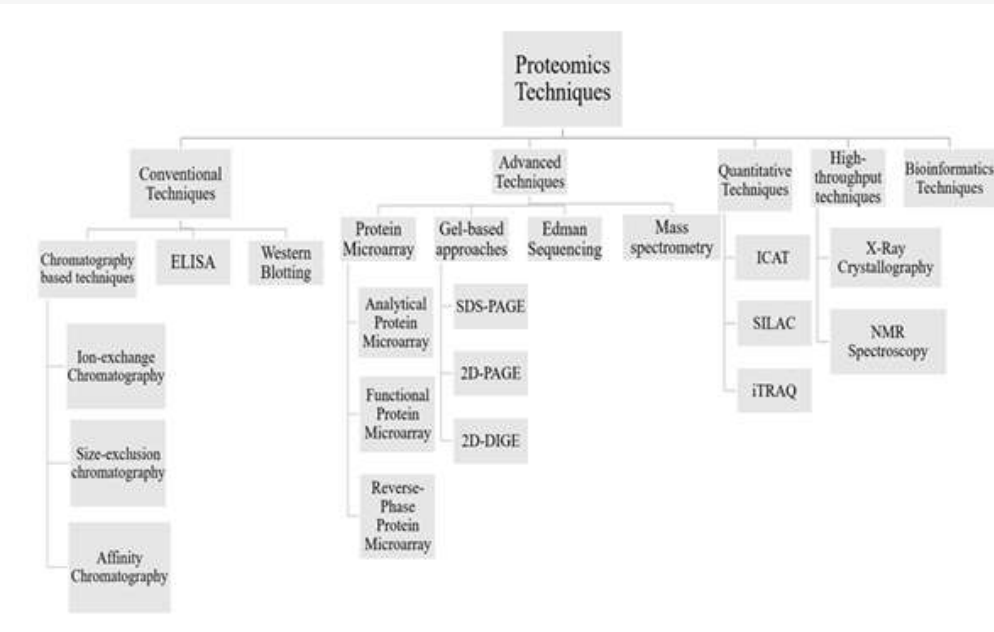 Proteomics
Techniques
Conventional
Techniques
Advanced
Techniques
Quantitative
Techniques
High-
throughput
techniques
Bioinformatics
Techniques
Chromatography
based techniques
ELISA
Western
Blotting
Protein
Microarray
Gel-based
approaches
Edman
Sequencing
Mass
spectrometry
Ion-exchange
Chromatography
Size-exclusion
chromatography
Affinity
Chromatography
Analytical
Protein
Microarray
Functional
Protein
Microarray
Reverse-
Phase
Protein
Microarray
SDS-PAGE
2D-PAGE
2D-DIGE
ICAT
SILAC
iTRAQ
X-Ray
Crystallography
NMR
Spectroscopy